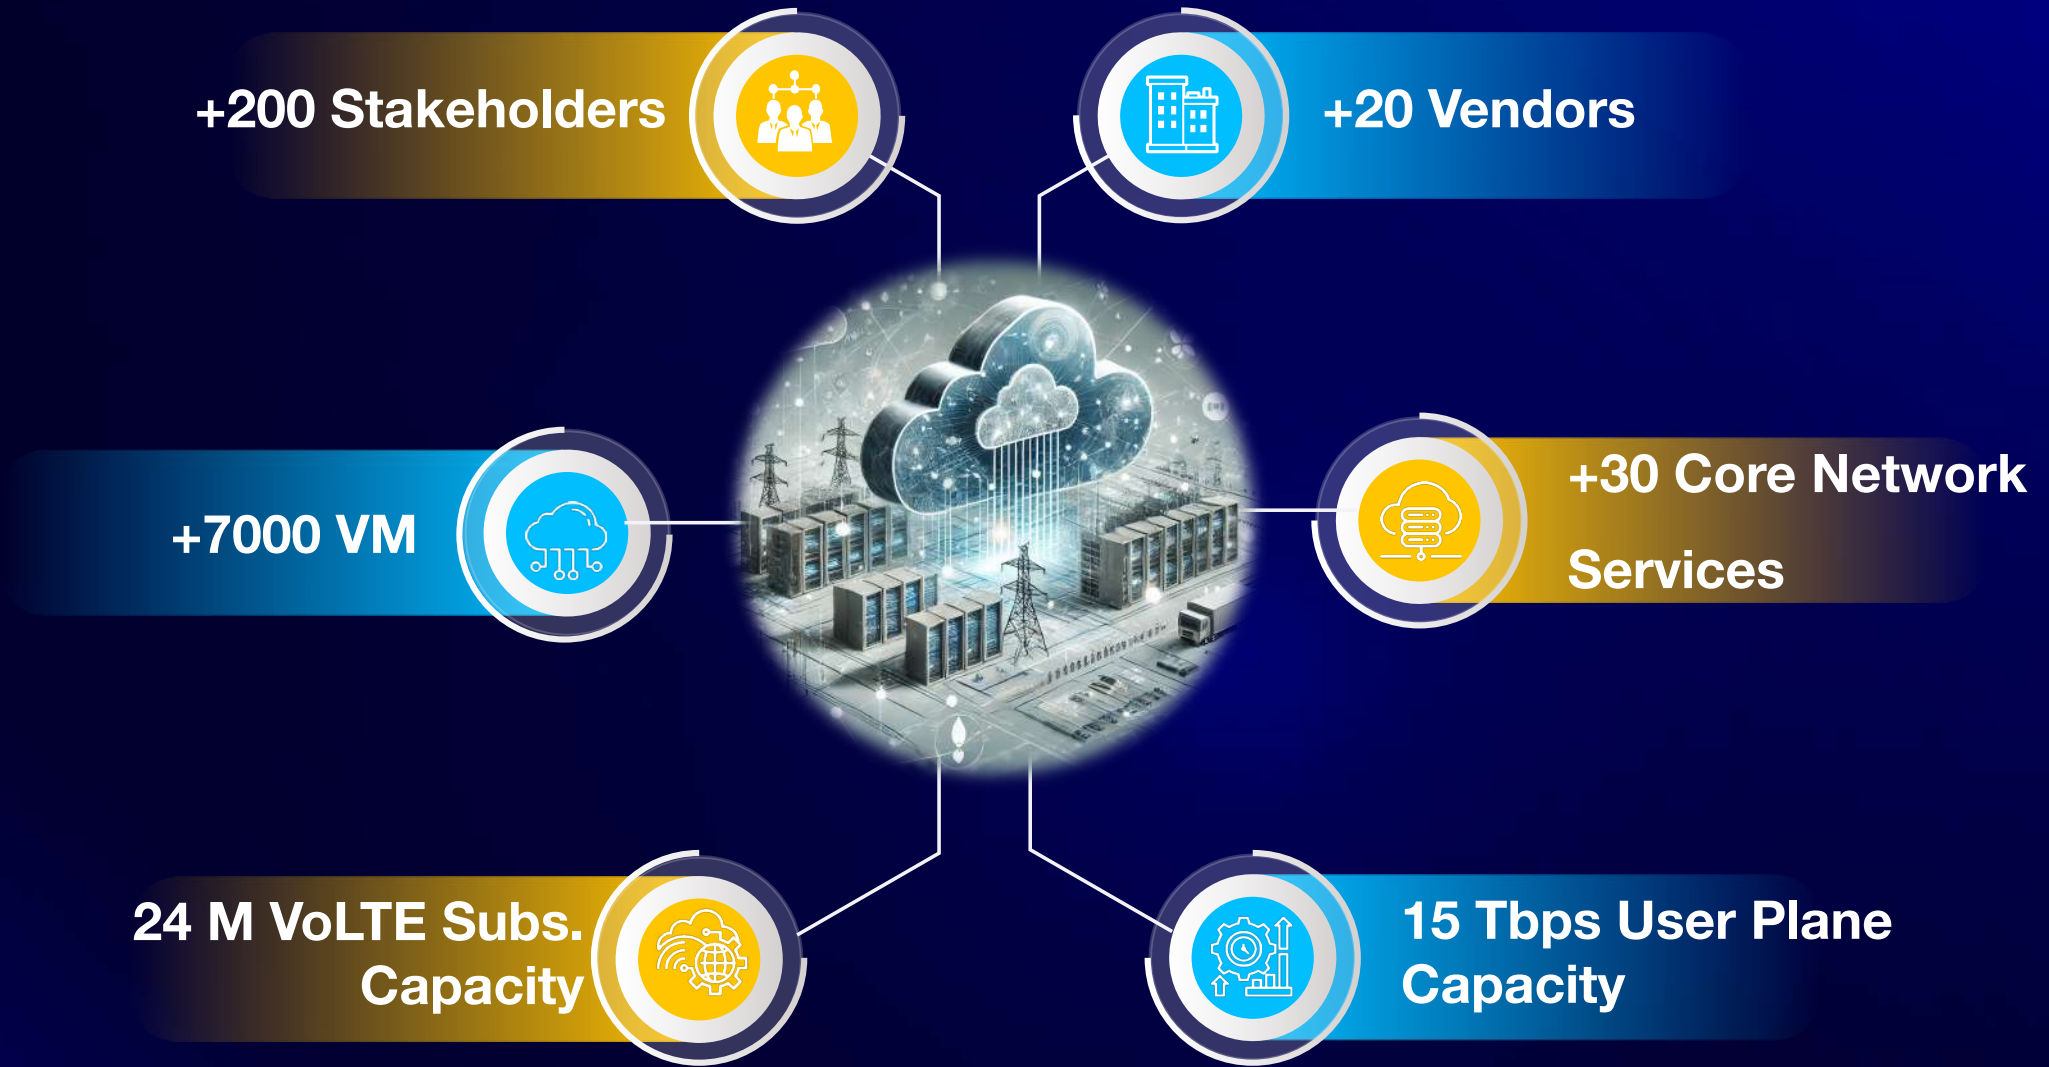 +200 Stakeholders
+20 Vendors
+7000 VM
+30 Core Network
Services
24 M VoLTE Subs.
Capacity
15 Tbps User Plane
Capacity